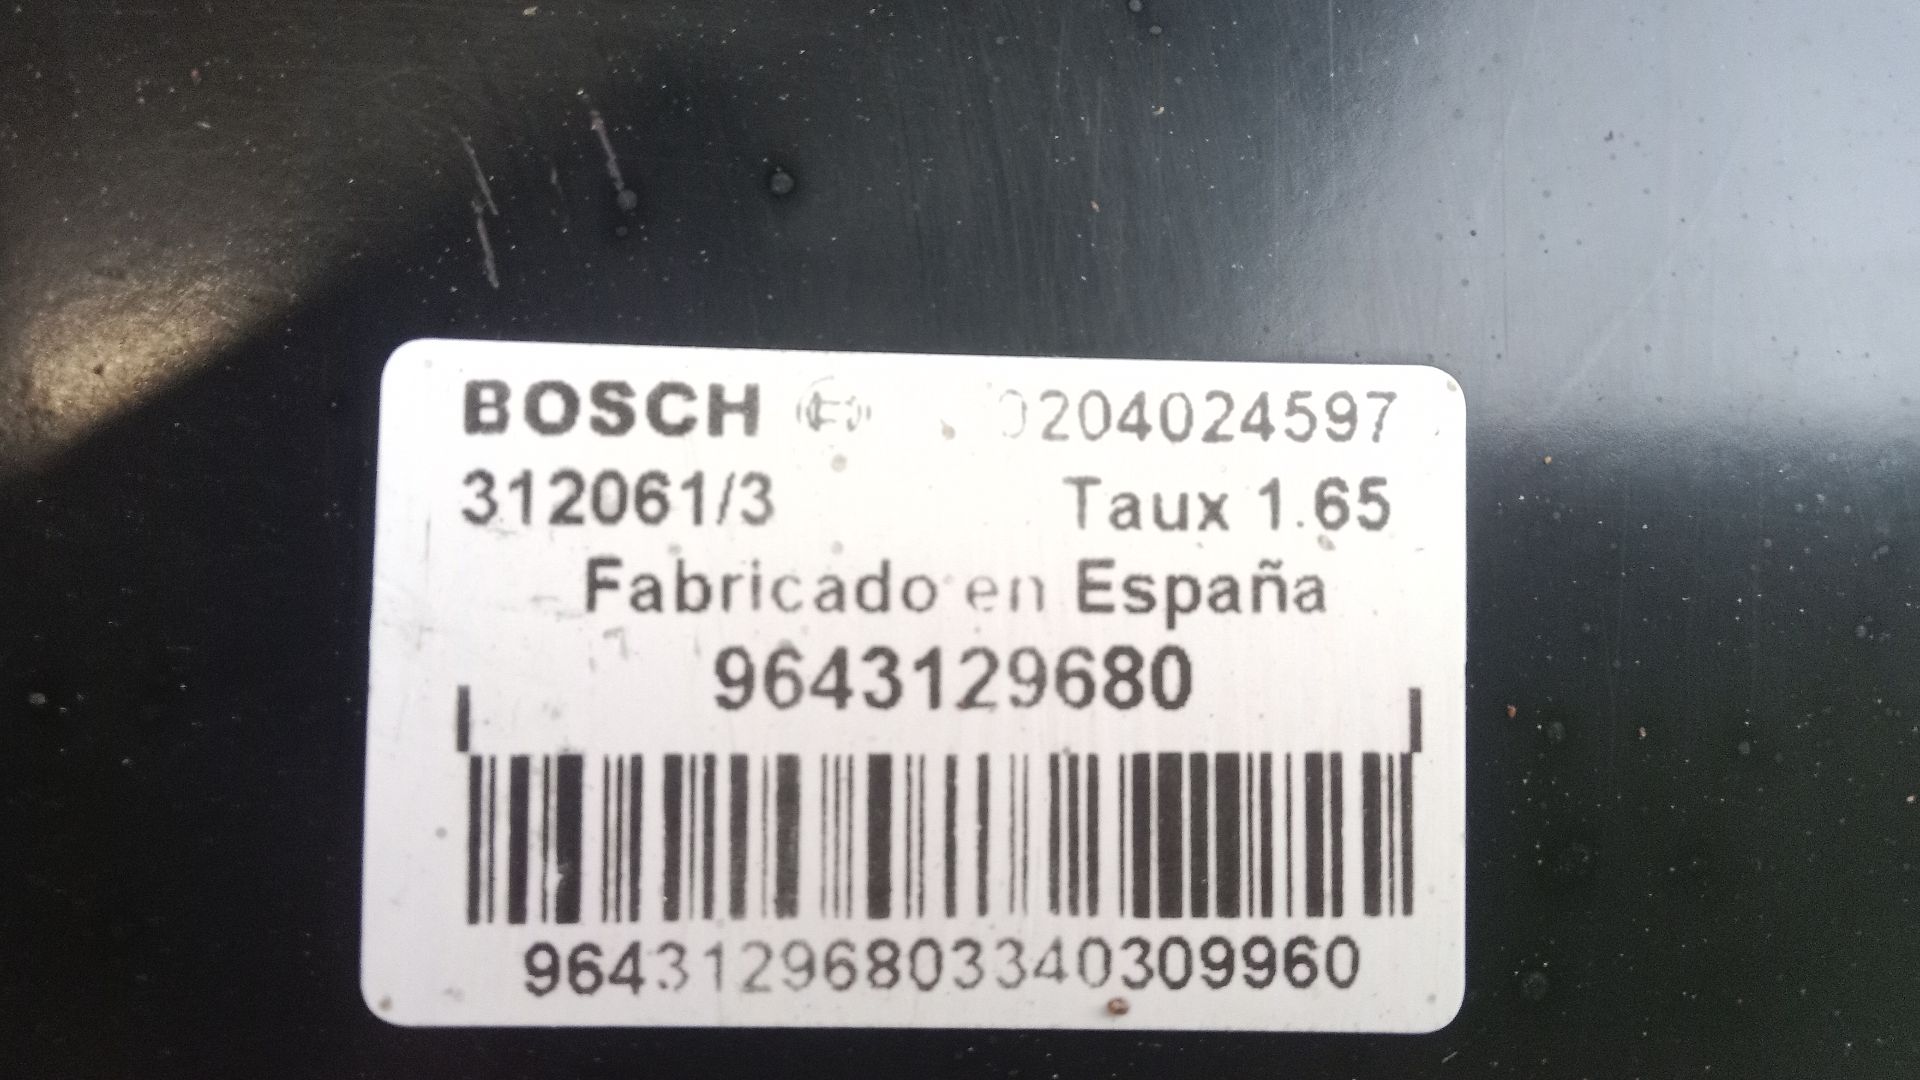 BOSCH 0204024597
312061/3 Taux 1.65
Fabricado en España
9643129680
96431296803340309960